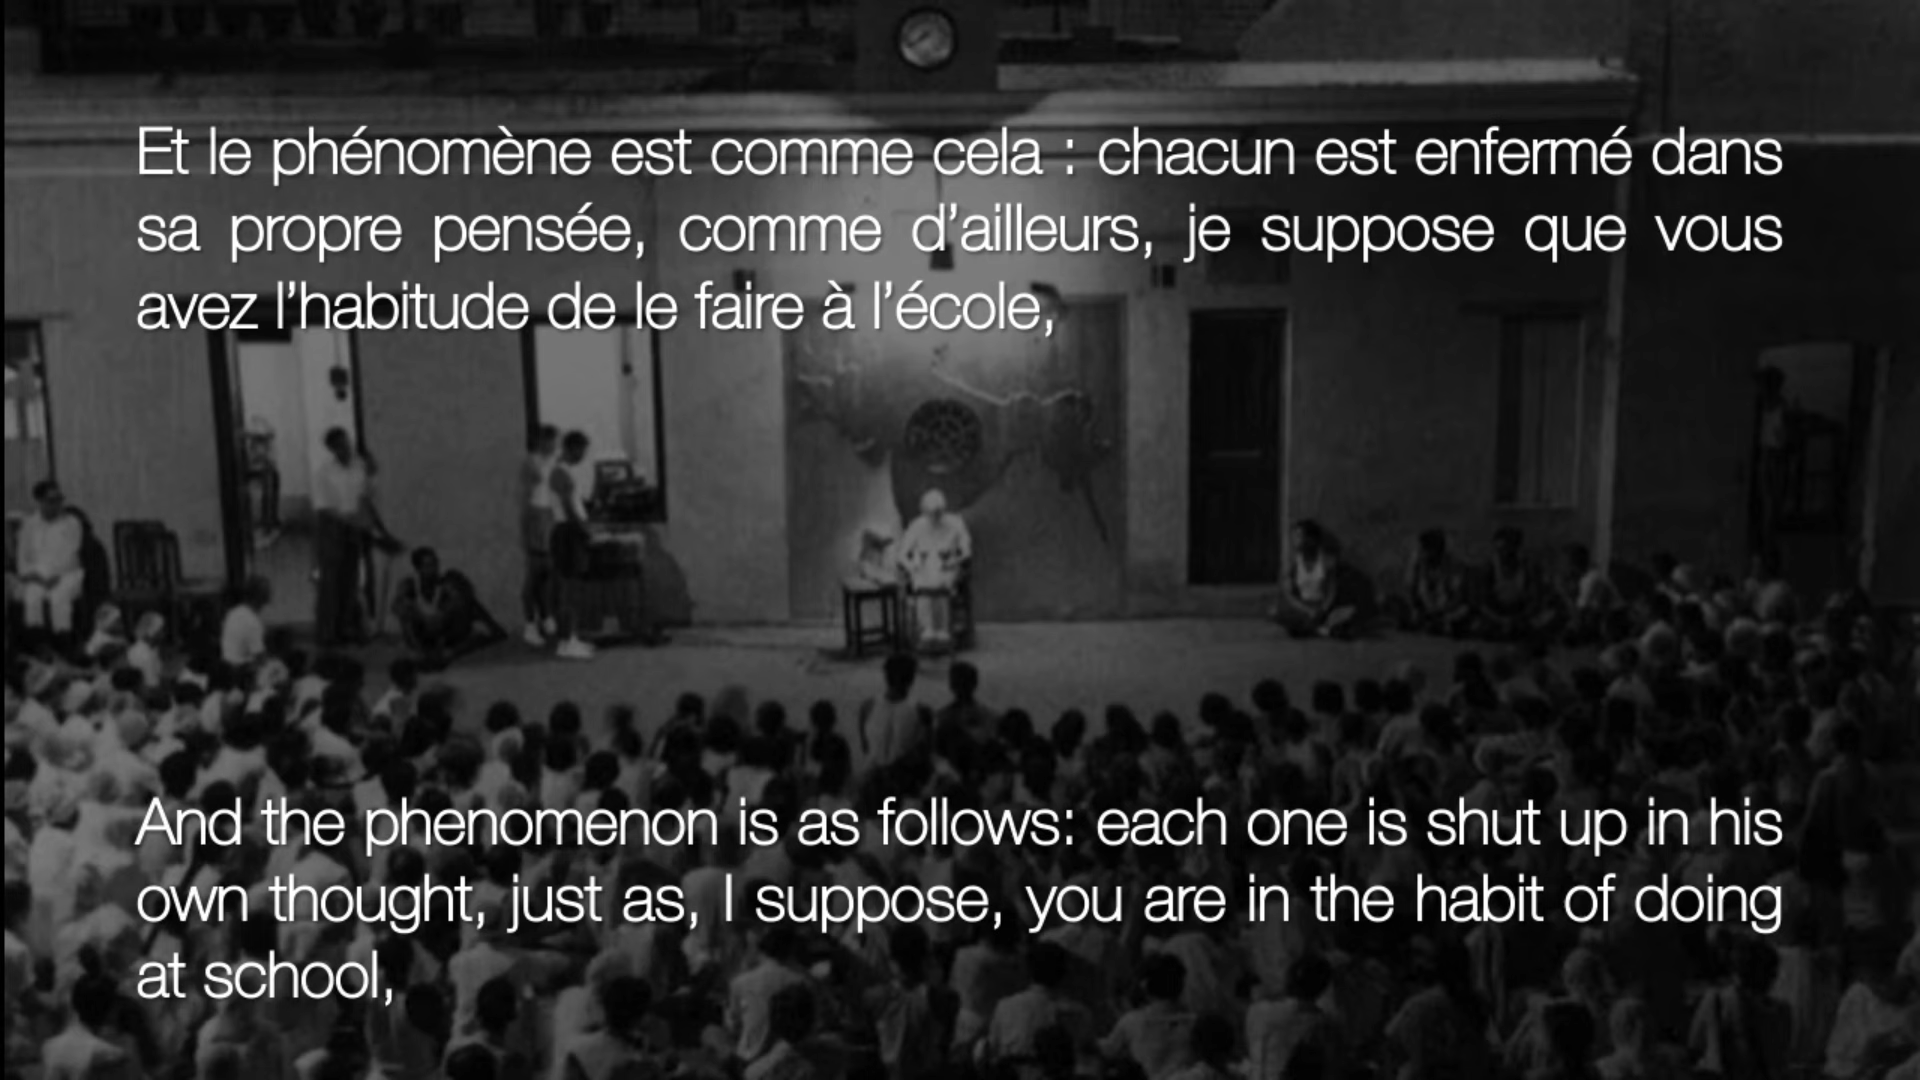 Et le phénomène est comme cela : chacun est enfermé dans
sa propre pensée, comme d’ailleurs, je suppose que vous
avez l’habitude de le faire à l’école,
And the phenomenon is as follows: each one is shut up in his
own thought, just as, I suppose, you are in the habit of doing
at school,